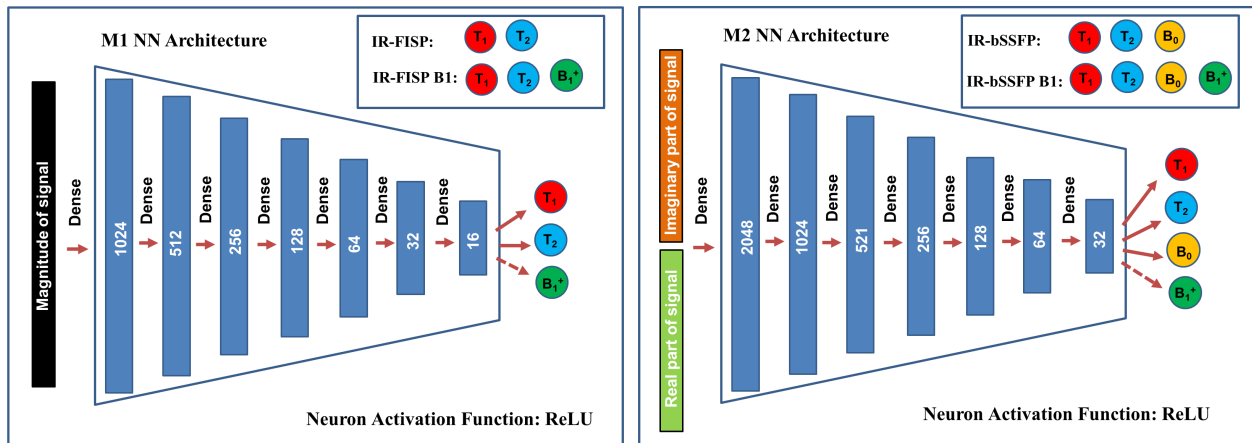 M1 NN Architecture
IR-FISP: T1 T2
IR-FISP B1: T1 T2 B1+
Magnitude of signal
Dense
1024
Dense
512
Dense
256
Dense
128
Dense
64
Dense
32
Dense
16
T1
T2
B1+
Neuron Activation Function: ReLU
M2 NN Architecture
IR-bSSFP: T1 T2 B0
IR-bSSFP B1: T1 T2 B0 B1+
Imaginary part of signal
Real part of signal
Dense
2048
Dense
1024
Dense
521
Dense
256
Dense
128
Dense
64
Dense
32
T1
T2
B0
B1+
Neuron Activation Function: ReLU